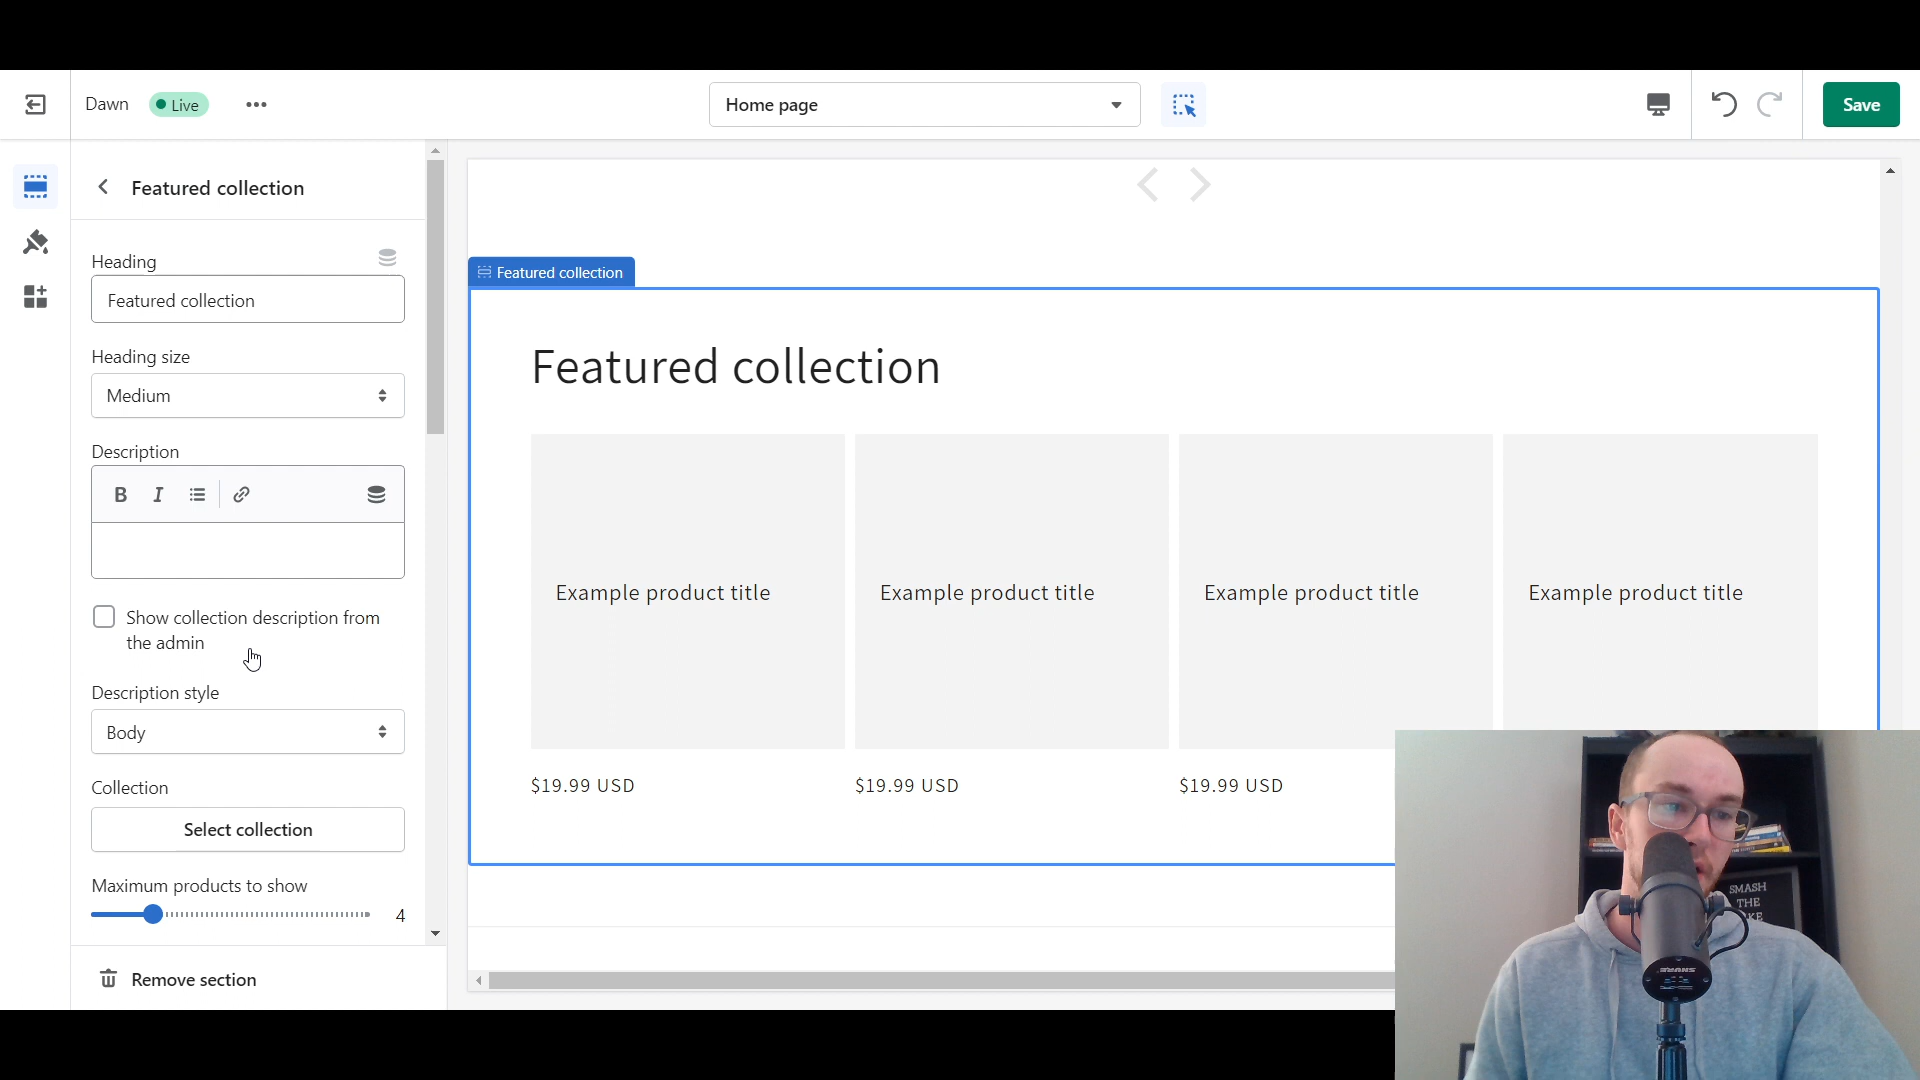 Dawn
Live
Home page
Save
Featured collection
Heading
Featured collection
Heading size
Medium
Description
B I
Show collection description from
the admin
Description style
Body
Collection
Select collection
Maximum products to show
4
Remove section
Featured collection
Featured collection
Example product title
Example product title
Example product title
Example product title
$19.99 USD
$19.99 USD
$19.99 USD
SMASH
THE